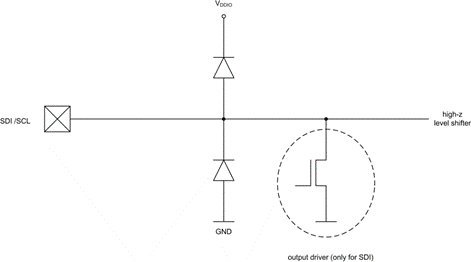 VDDIO
SDI /SCL
high-z
level shifter
GND
output driver (only for SDI)